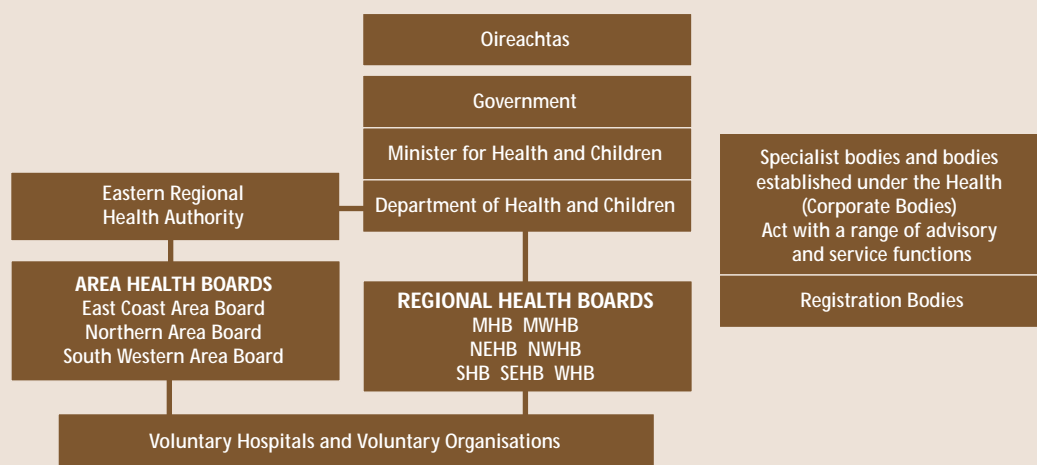 Oireachtas
Government
Minister for Health and Children
Department of Health and Children
Eastern Regional
Health Authority
AREA HEALTH BOARDS
East Coast Area Board
Northern Area Board
South Western Area Board
REGIONAL HEALTH BOARDS
MHB MWHB
NEHB NWHB
SHB SEHB WHB
Specialist bodies and bodies
established under the Health
(Corporate Bodies)
Act with a range of advisory
and service functions
Registration Bodies
Voluntary Hospitals and Voluntary Organisations